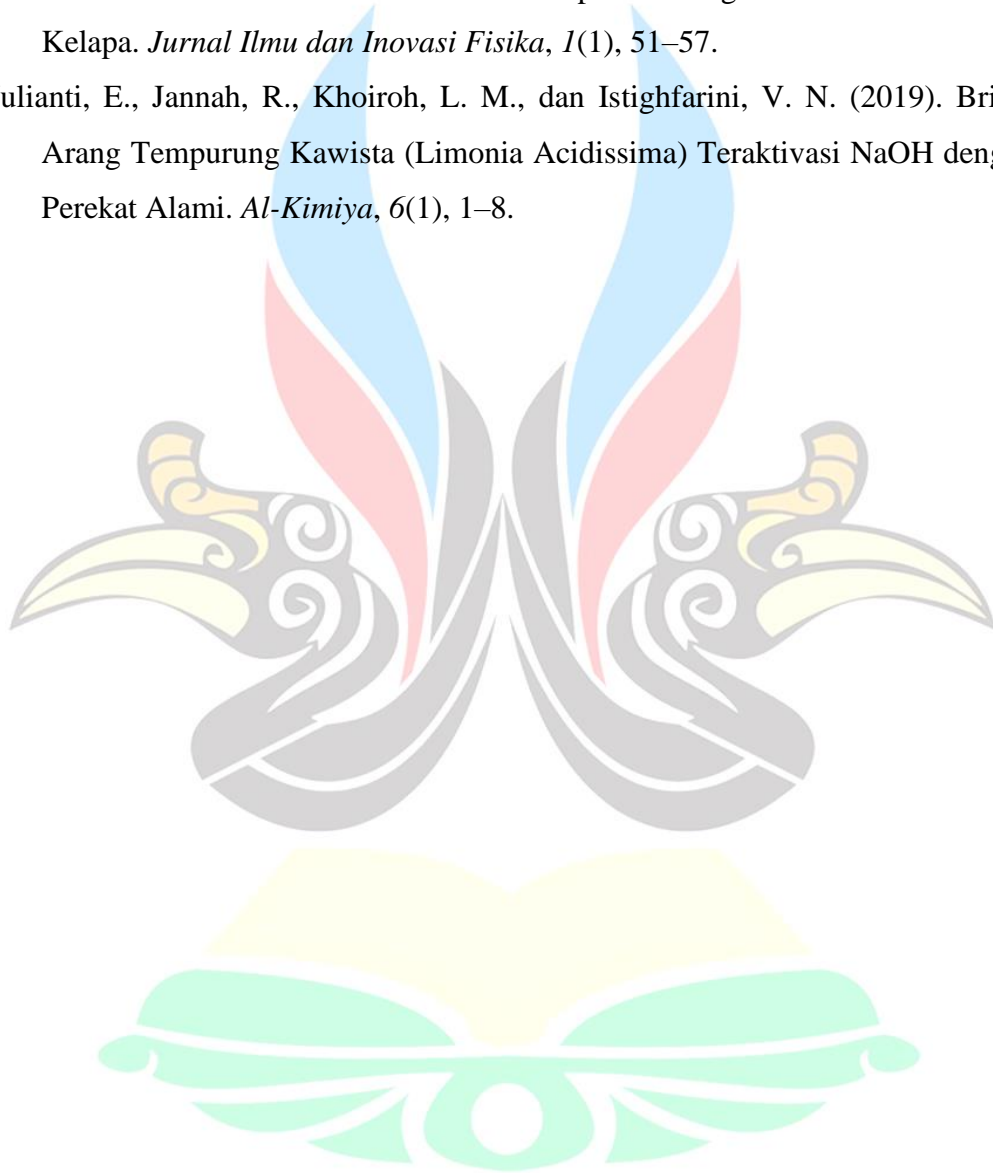 Kelapa. Jurnal Ilmu dan Inovasi Fisika, 1(1), 51–57.
ulianti, E., Jannah, R., Khoiroh, L. M., dan Istighfarini, V. N. (2019). Bri
Arang Tempurung Kawista (Limonia Acidissima) Teraktivasi NaOH deng
Perekat Alami. Al-Kimiya, 6(1), 1–8.